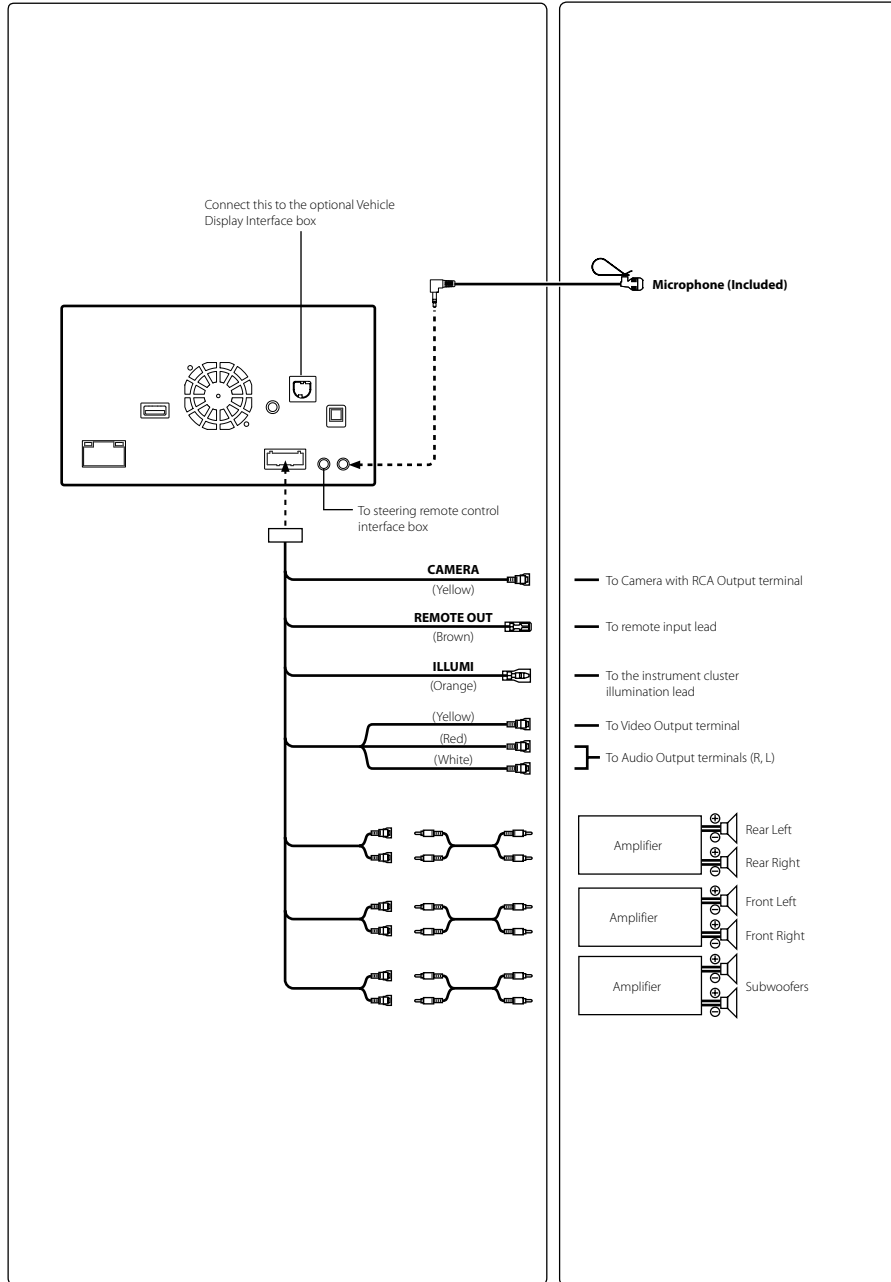 Connect this to the optional Vehicle
Display Interface box
Microphone (Included)
To steering remote control
interface box
CAMERA
(Yellow)
To Camera with RCA Output terminal
REMOTE OUT
(Brown)
To remote input lead
ILLUMI
(Orange)
To the instrument cluster
illumination lead
(Yellow)
To Video Output terminal
(Red)
(White)
To Audio Output terminals (R, L)
Amplifier
Rear Left
Rear Right
Amplifier
Front Left
Front Right
Amplifier
Subwoofers